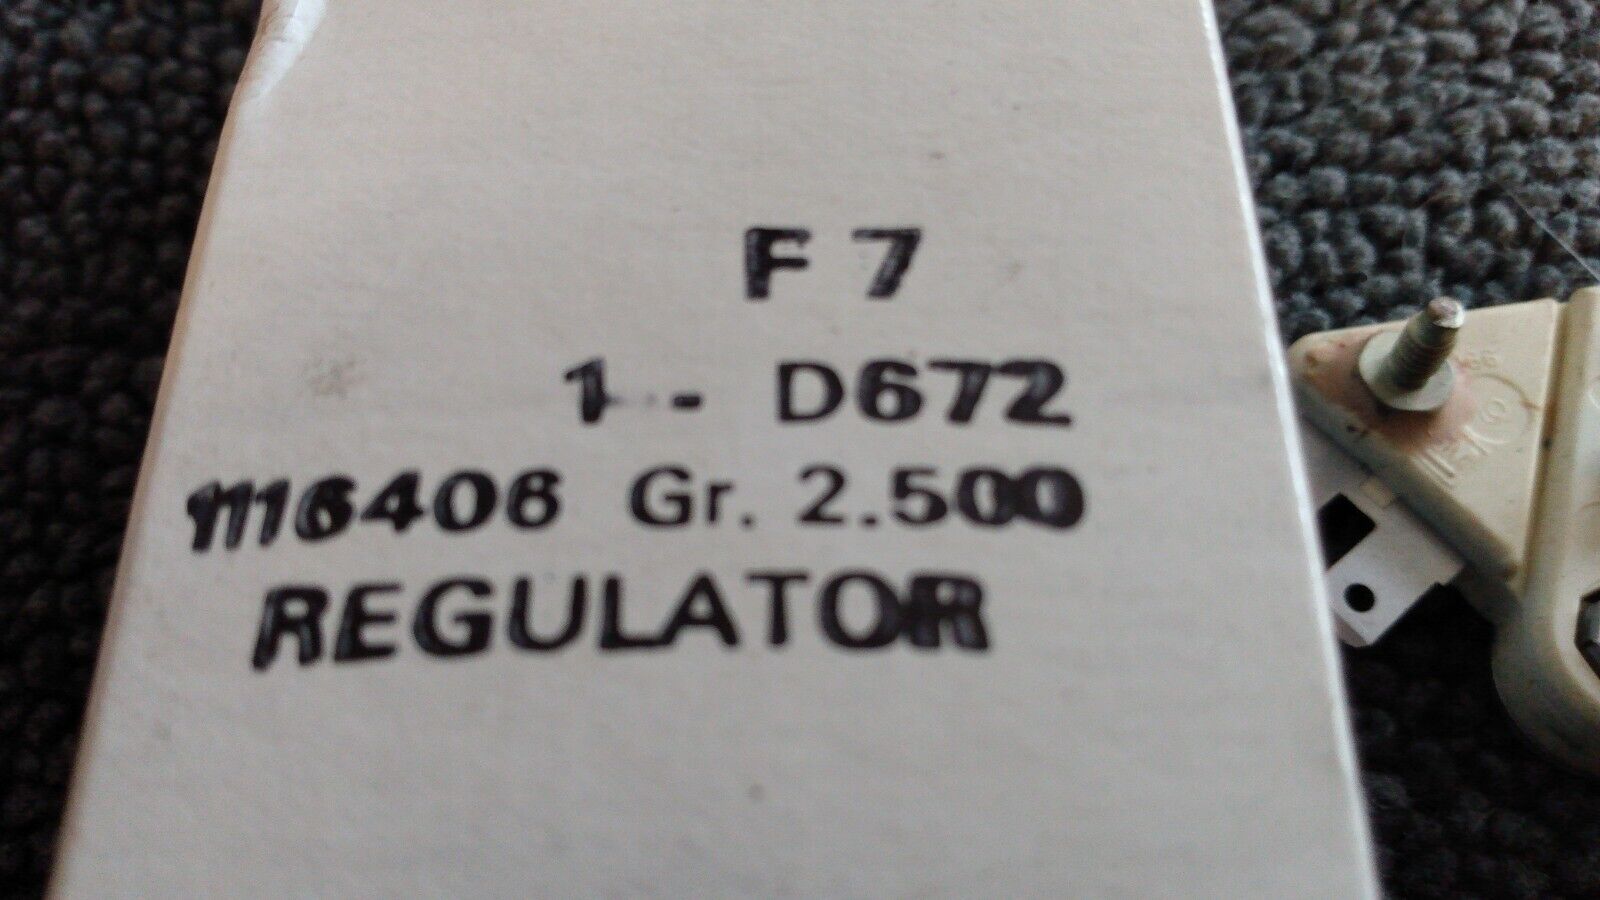 F 7
1 - D672
1116406 Gr. 2.500
REGULATOR